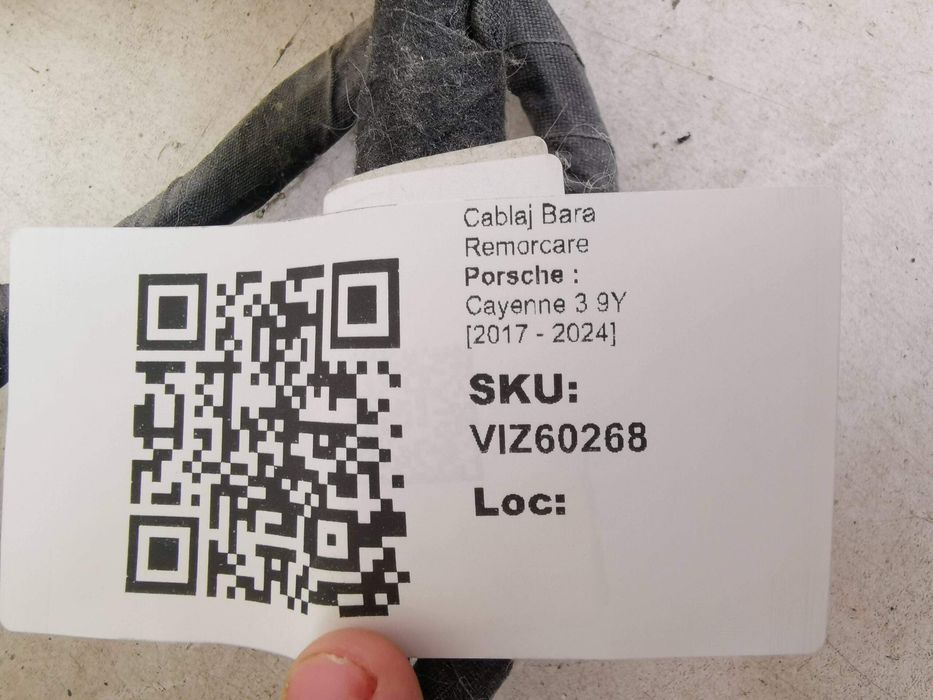 Cablaj Bara
Remorcare
Porsche :
Cayenne 3 9Y
[2017 - 2024]
SKU:
VIZ60268
Loc: